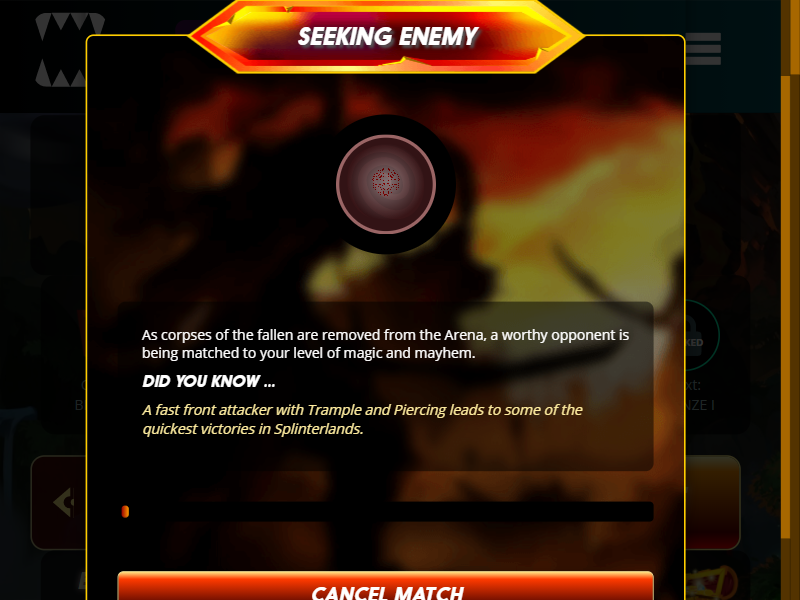 SEEKING ENEMY
As corpses of the fallen are removed from the Arena, a worthy opponent is
being matched to your level of magic and mayhem.
DID YOU KNOW ...
A fast front attacker with Trample and Piercing leads to some of the
quickest victories in Splinterlands.
CANCEL MATCH